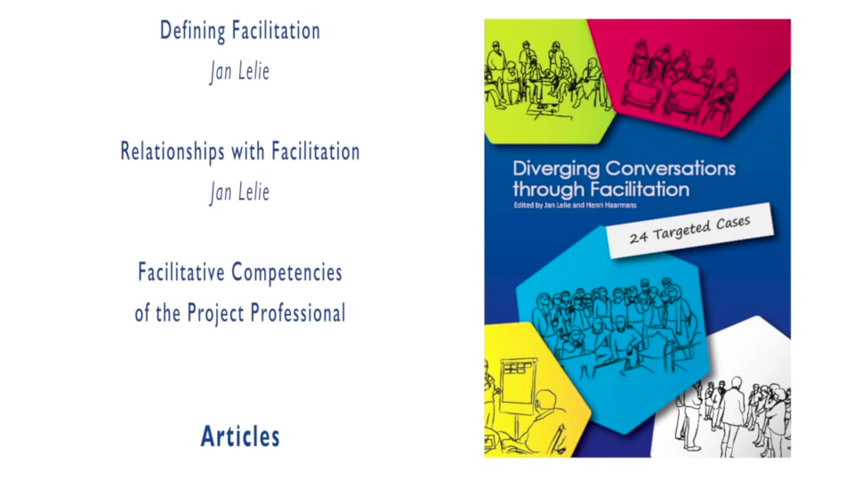 Defining Facilitation
Jan Lelie
Relationships with Facilitation
Jan Lelie
Facilitative Competencies
of the Project Professional
Articles
Diverging Conversations
through Facilitation
Edited by Jan Lelie and Henri Haarmans
24 Targeted Cases